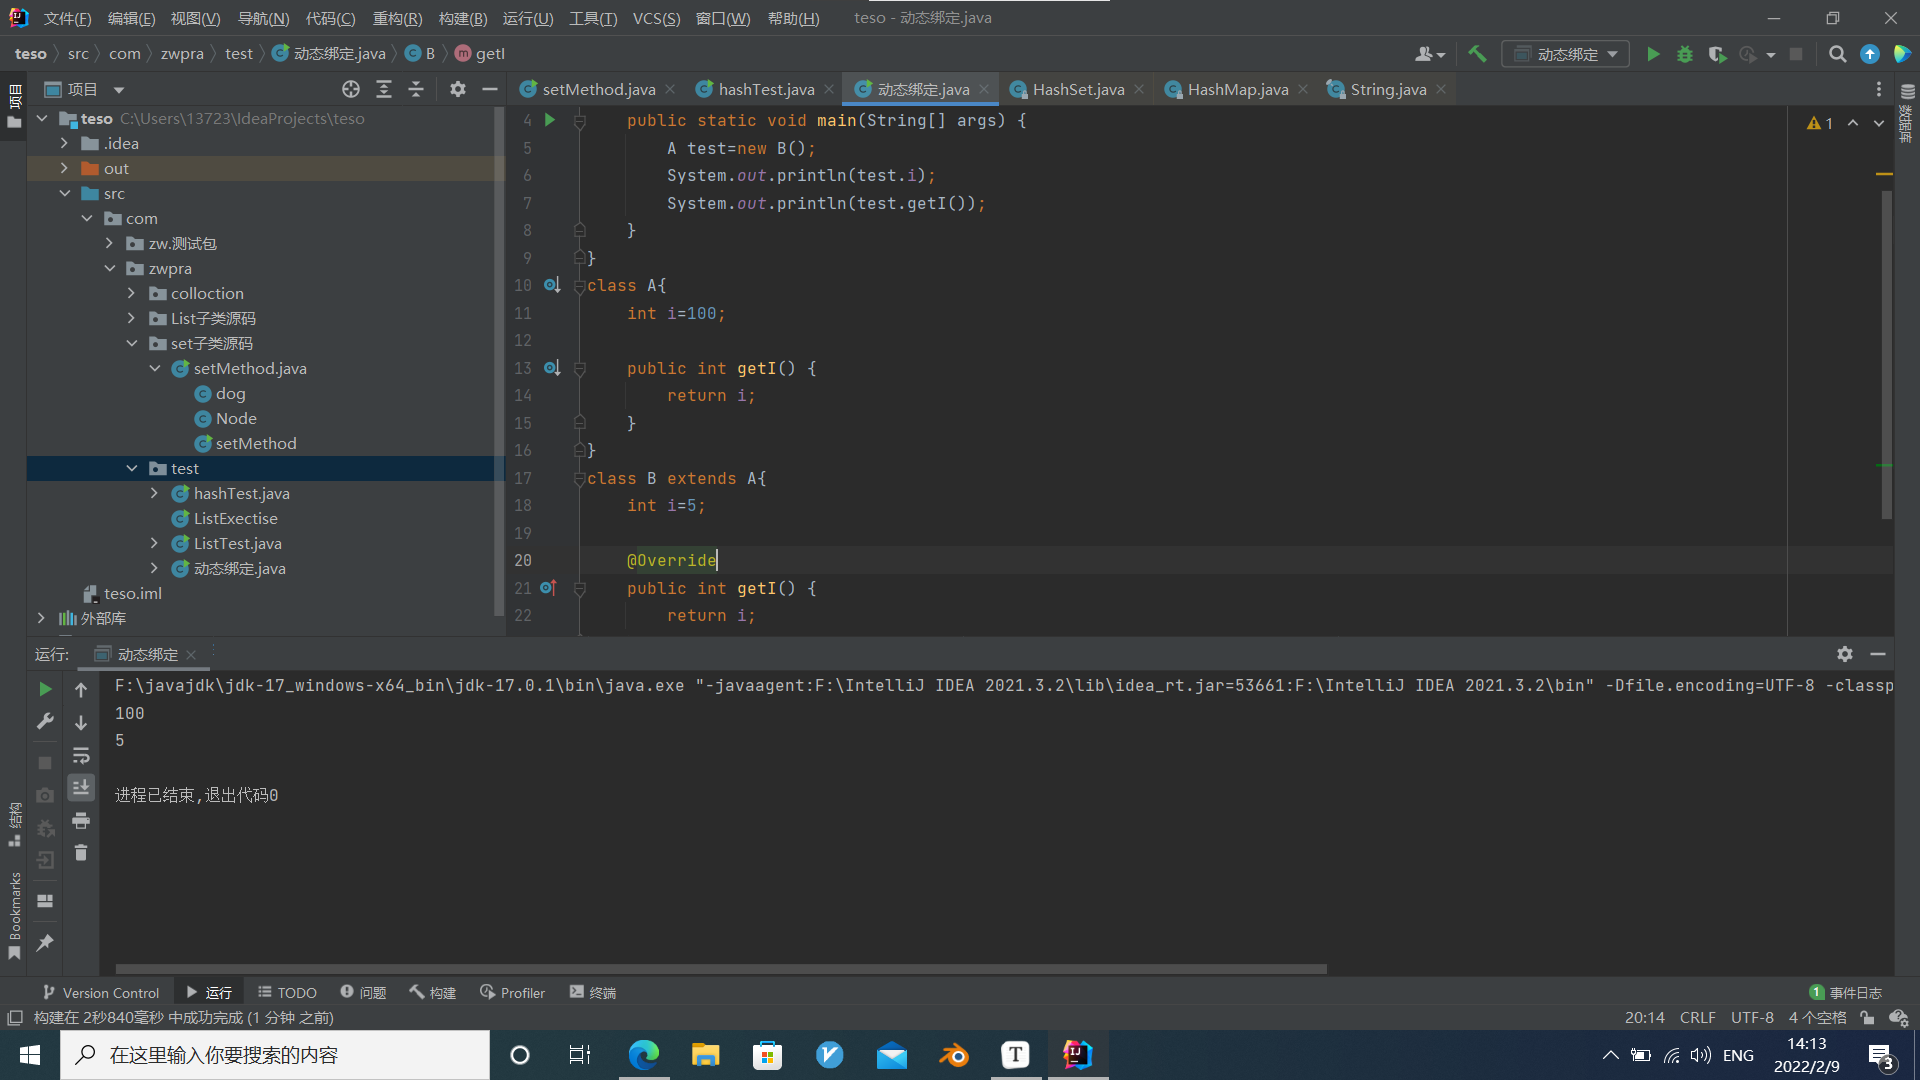 文件(F) 编辑(E) 视图(V) 导航(N) 代码(C) 重构(R) 构建(B) 运行(U) 工具(T) VCS(S) 窗口(W) 帮助(H) teso - 动态绑定.java
teso src com zwpra test 动态绑定.java B getI
动态绑定
项目
setMethod.java hashTest.java 动态绑定.java HashSet.java HashMap.java String.java
项目
数据库
teso C:\Users\13723\IdeaProjects\teso
.idea
out
src
com
zw.测试包
zwpra
colloction
List子类源码
set子类源码
setMethod.java
dog
Node
setMethod
test
hashTest.java
ListExectise
ListTest.java
动态绑定.java
teso.iml
外部库
1
4 public static void main(String[] args) {
5 A test=new B();
6 System.out.println(test.i);
7 System.out.println(test.getI());
8 }
9 }
10 class A{
11 int i=100;
12
13 public int getI() {
14 return i;
15 }
16 }
17 class B extends A{
18 int i=5;
19
20 @Override
21 public int getI() {
22 return i;
运行: 动态绑定
F:\javajdk\jdk-17_windows-x64_bin\jdk-17.0.1\bin\java.exe "-javaagent:F:\IntelliJ IDEA 2021.3.2\lib\idea_rt.jar=53661:F:\IntelliJ IDEA 2021.3.2\bin" -Dfile.encoding=UTF-8 -classp
100
5
进程已结束,退出代码0
结构
Bookmarks
Version Control 运行 TODO 问题 构建 Profiler 终端
1 事件日志
构建在 2秒840毫秒 中成功完成 (1 分钟 之前)
20:14 CRLF UTF-8 4 个空格
在这里输入你要搜索的内容
ENG
14:13
2022/2/9
3